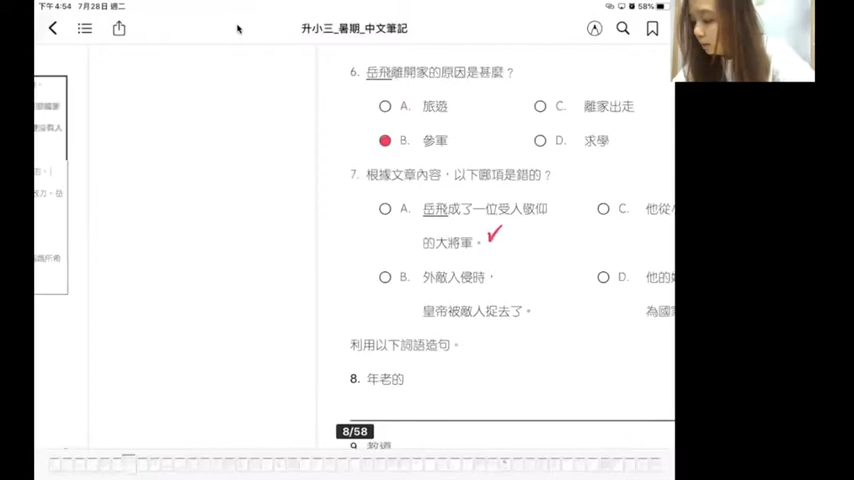 下午4:54 7月28日 週二
58%
升小三_暑期_中文筆記
6. 岳飛離開家的原因是甚麼？
A. 旅遊
C. 離家出走
B. 參軍
D. 求學
7. 根據文章內容，以下哪項是錯的？
A. 岳飛成了一位受人敬仰
的大將軍。
C. 他從
B. 外敵入侵時，
皇帝被敵人捉去了。
D. 他的
為國
利用以下詞語造句。
8. 年老的
8/58
9. 教導